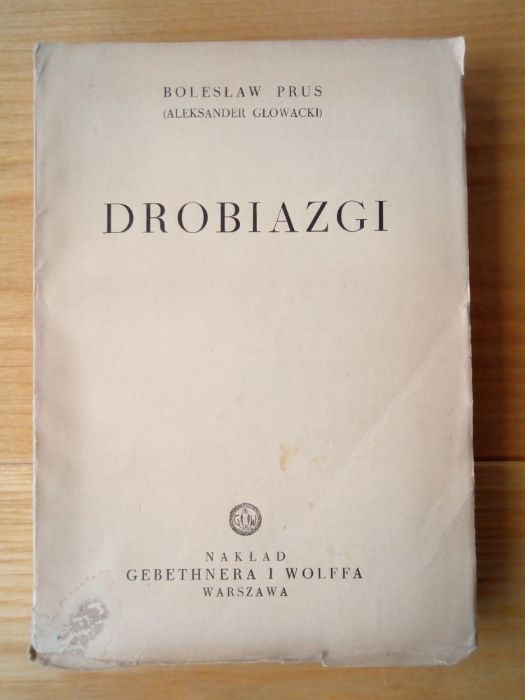 BOLESŁAW PRUS
(ALEKSANDER GŁOWACKI)
DROBIAZGI
G W
NAKŁAD
GEBETHNERA I WOLFFA
WARSZAWA